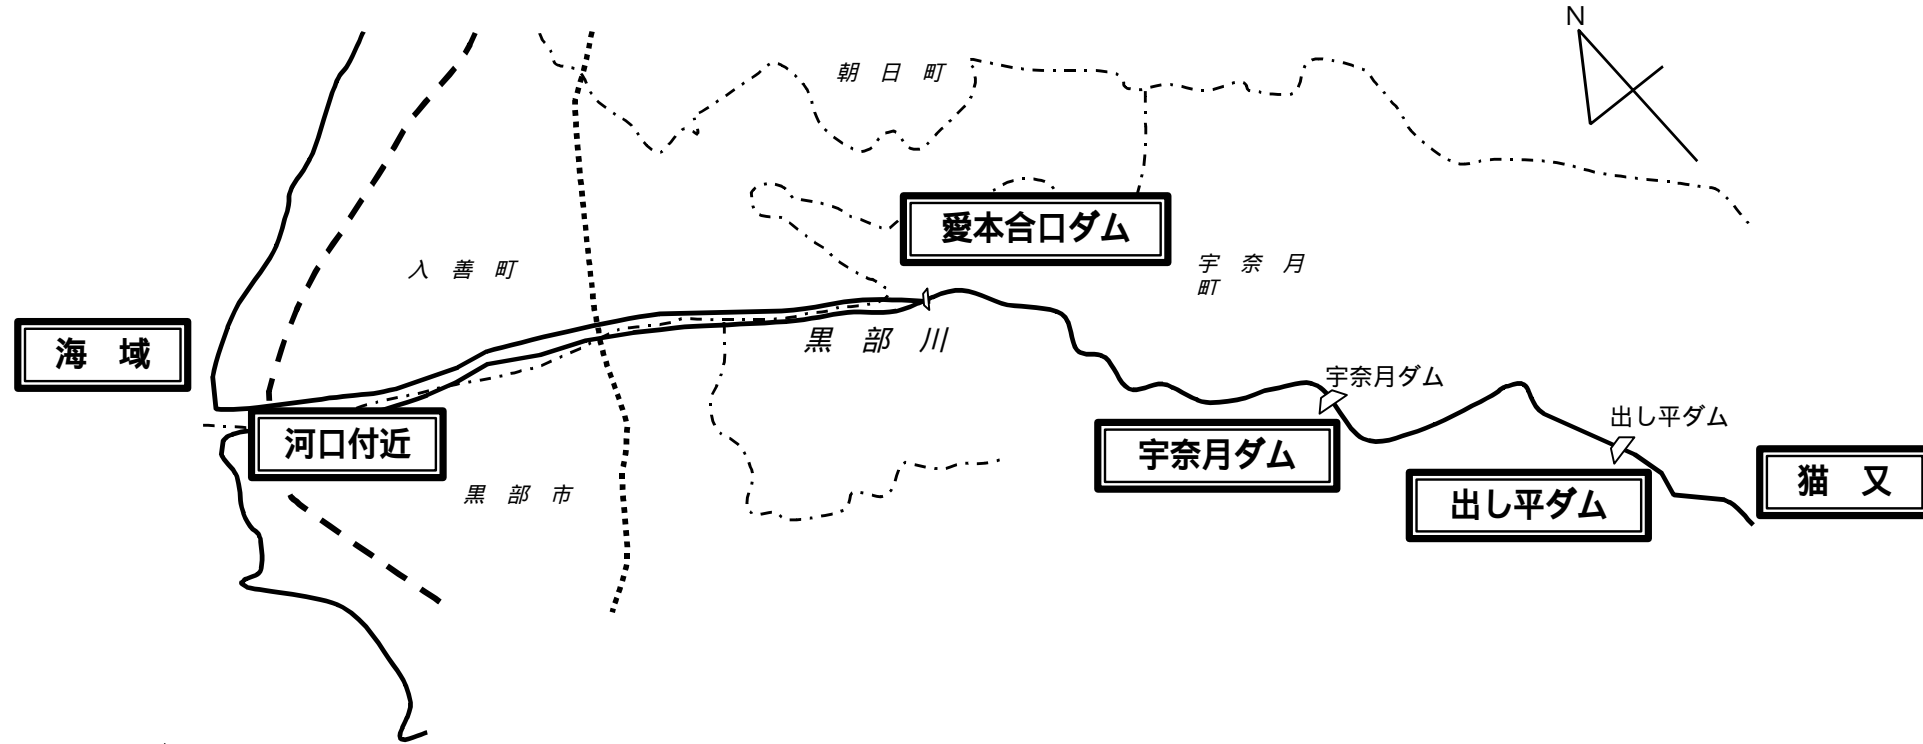 N
朝 日 町
愛本合口ダム
入 善 町
宇 奈 月
町
海 域
黒 部 川
宇奈月ダム
出し平ダム
河口付近
宇奈月ダム
猫 又
黒 部 市
出し平ダム